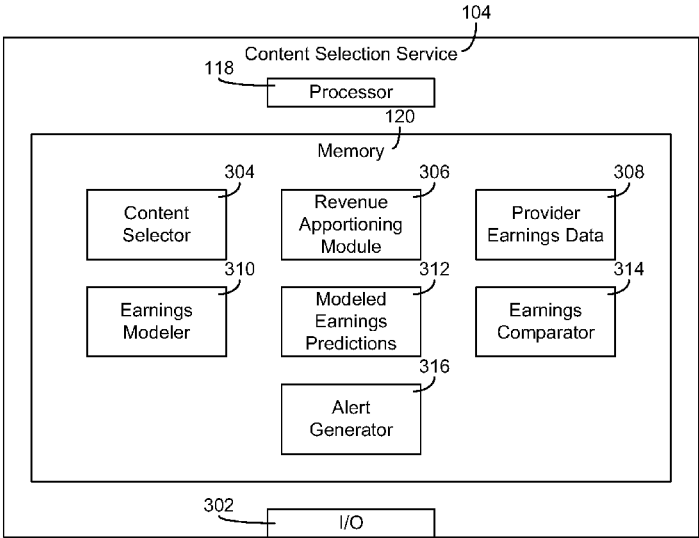 104
Content Selection Service
118
Processor
120
Memory
304
Content
Selector
306
Revenue
Apportioning
Module
308
Provider
Earnings Data
310
Earnings
Modeler
312
Modeled
Earnings
Predictions
314
Earnings
Comparator
316
Alert
Generator
302
I/O